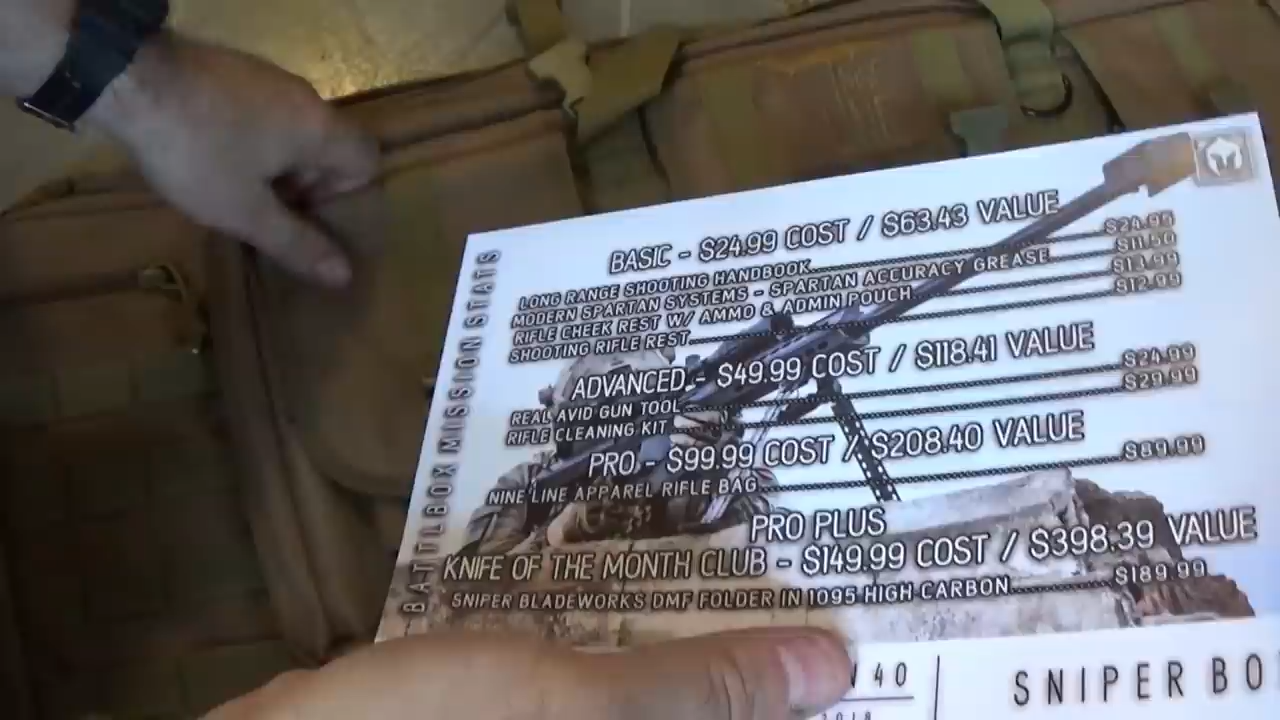 BATTLBOX MISSION STATS
BASIC - $24.99 COST / $63.43 VALUE
LONG RANGE SHOOTING HANDBOOK $24.95
MODERN SPARTAN SYSTEMS - SPARTAN ACCURACY GREASE $11.50
RIFLE CHEEK REST W/ AMMO & ADMIN POUCH $13.99
SHOOTING RIFLE REST $12.99
ADVANCED - $49.99 COST / $118.41 VALUE
REAL AVID GUN TOOL $24.99
RIFLE CLEANING KIT $29.99
PRO - $99.99 COST / $208.40 VALUE
NINE LINE APPAREL RIFLE BAG $89.99
PRO PLUS
KNIFE OF THE MONTH CLUB - $149.99 COST / $398.39 VALUE
SNIPER BLADEWORKS DMF FOLDER IN 1095 HIGH CARBON $189.99
40
SNIPER BO